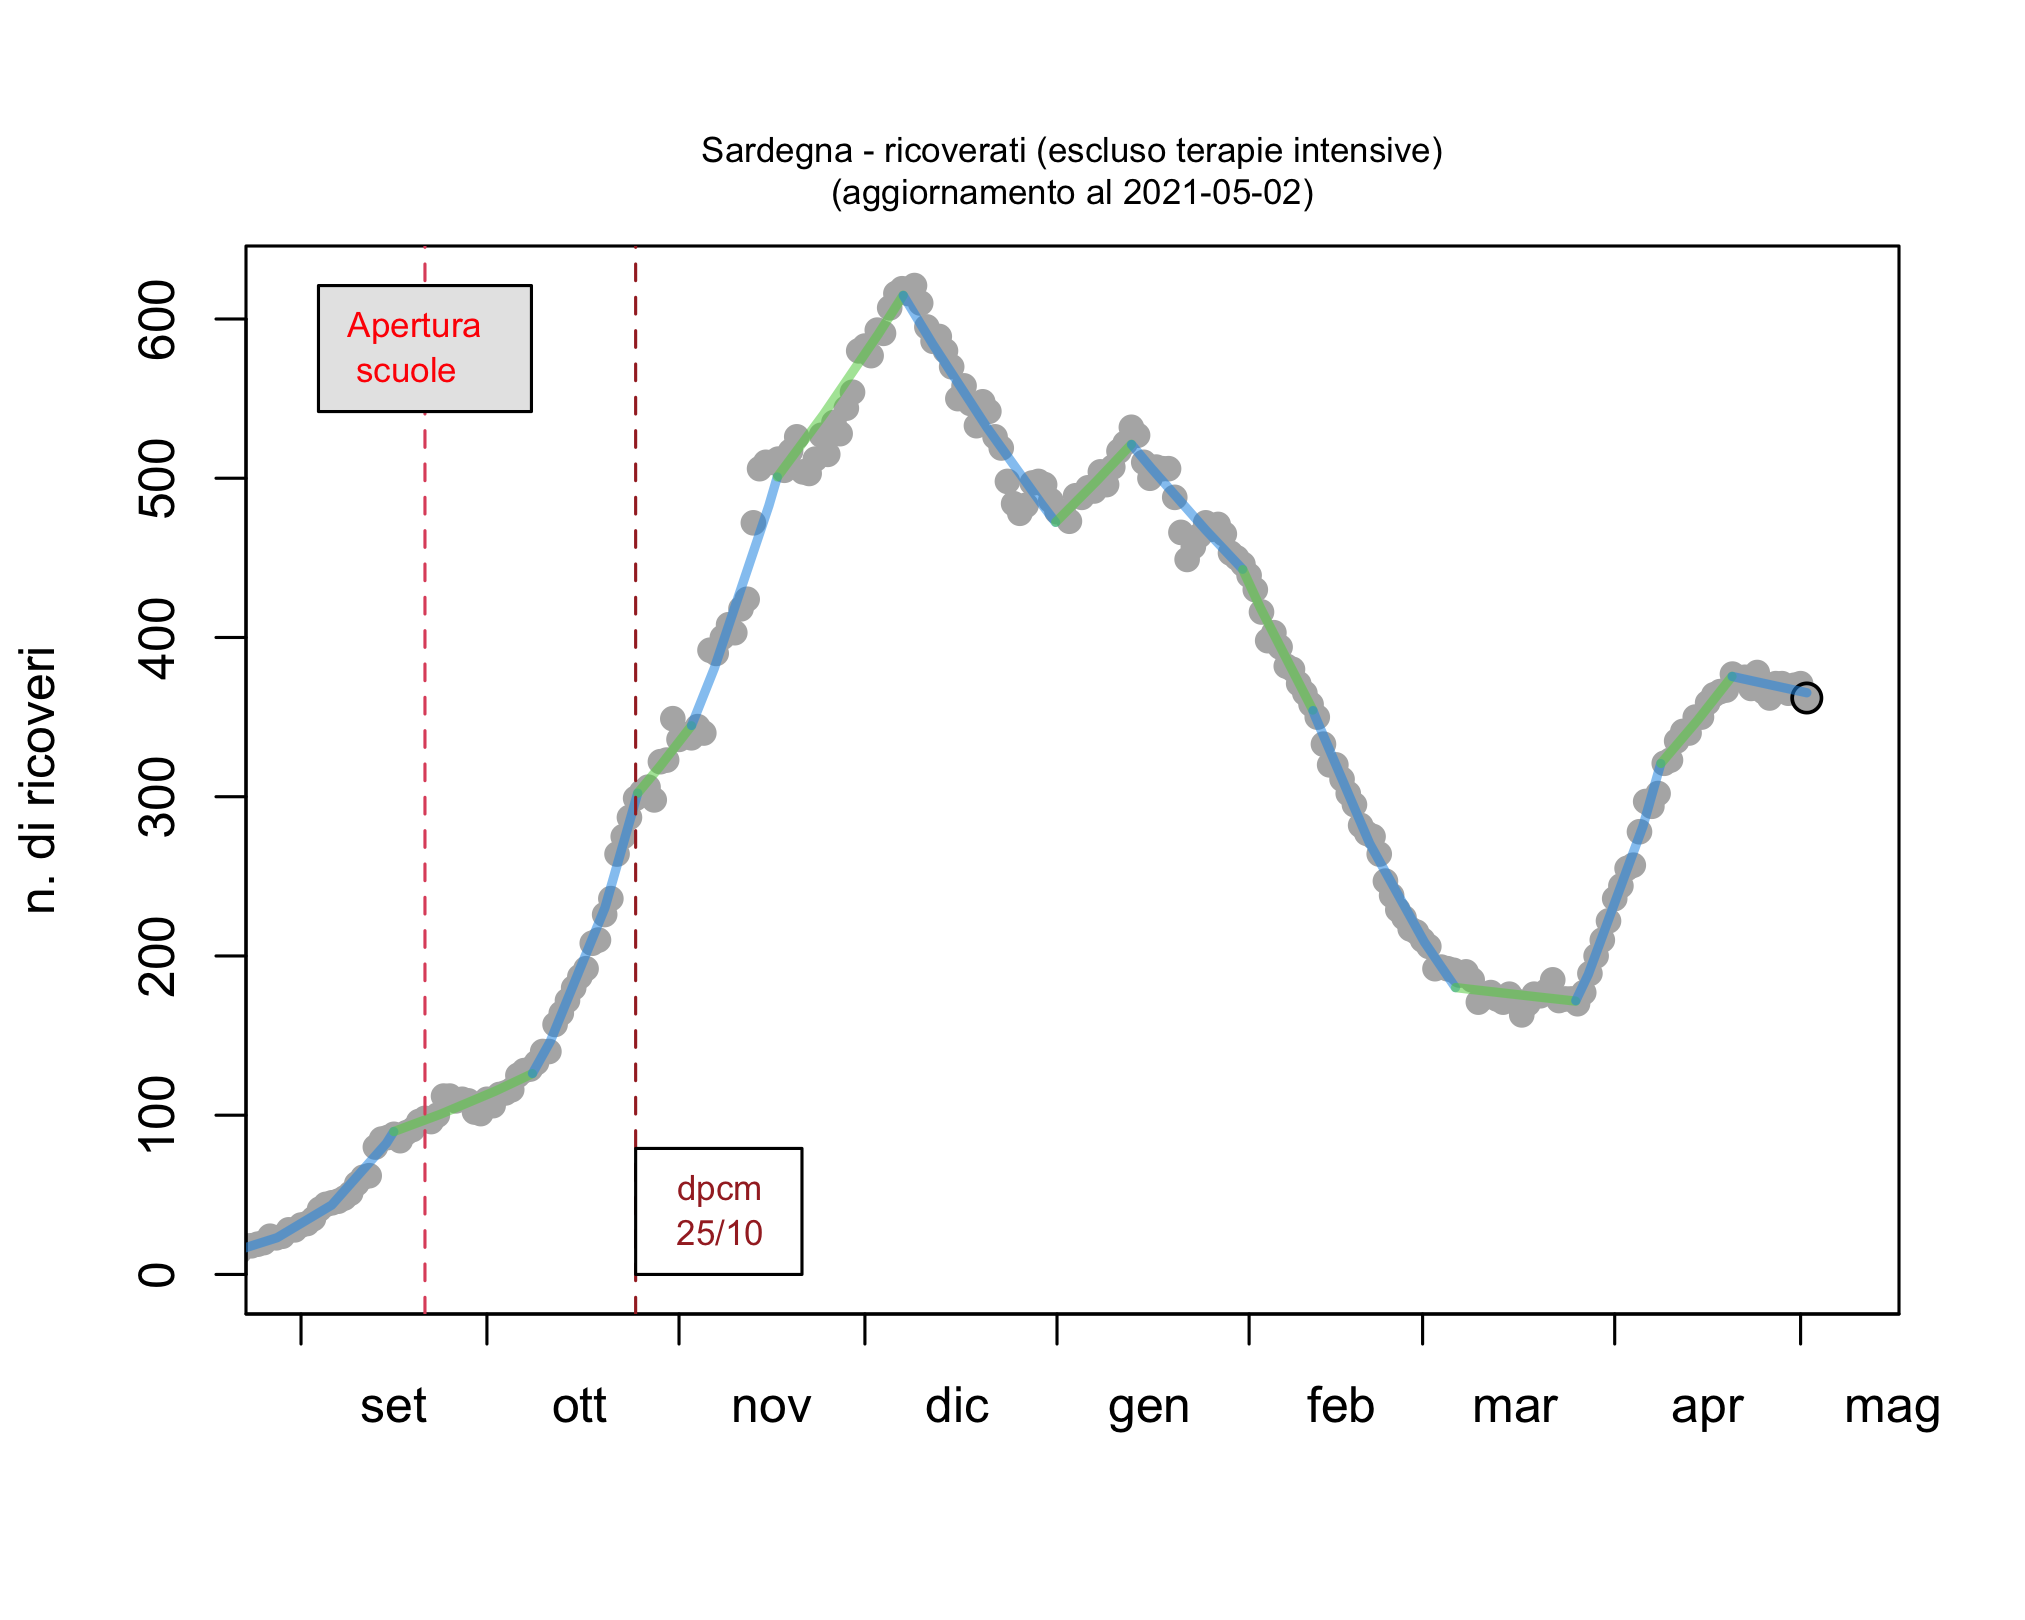 Sardegna - ricoverati (escluso terapie intensive)
(aggiornamento al 2021-05-02)
n. di ricoveri
600
500
400
300
200
100
0
Apertura
scuole
dpcm
25/10
set ott nov dic gen feb mar apr mag